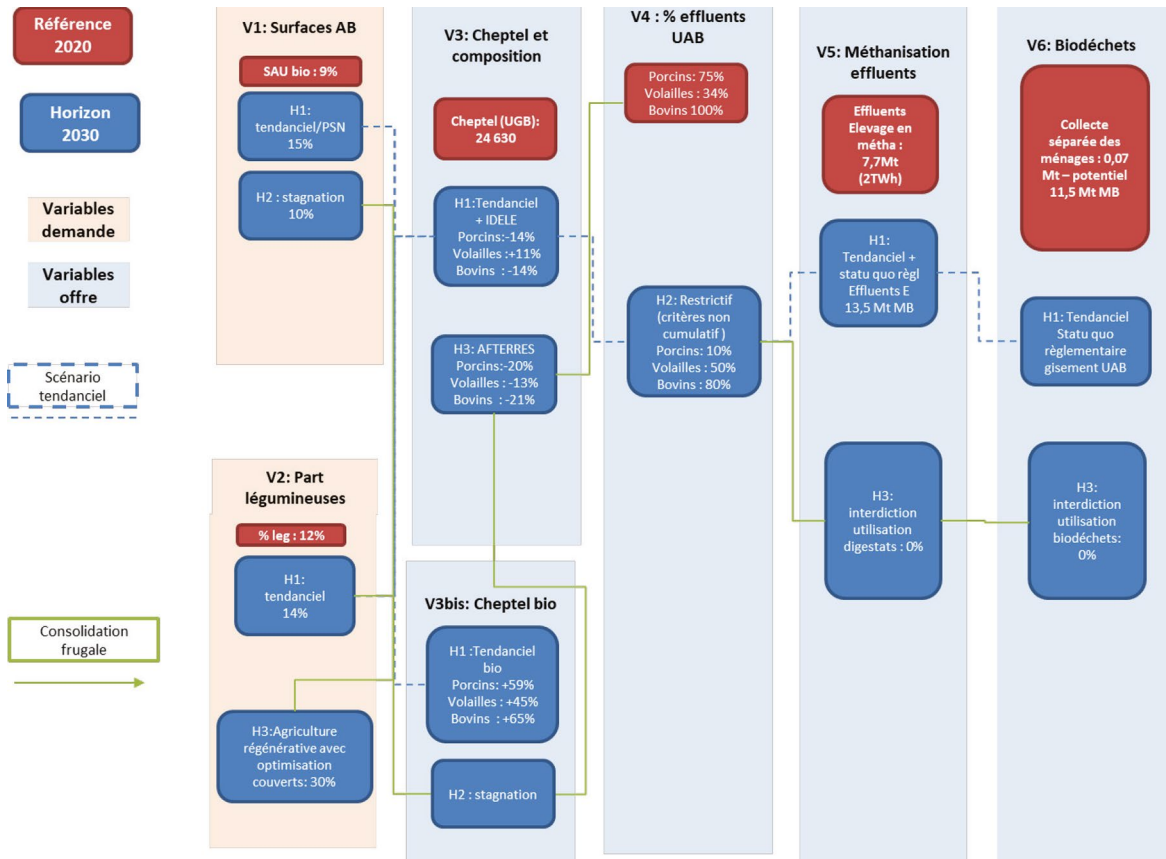 Référence
2020
Horizon
2030
Variables
demande
Variables
offre
Scénario
tendanciel
Consolidation
frugale
V1: Surfaces AB
SAU bio : 9%
H1:
tendanciel/PSN
15%
H2 : stagnation
10%
V2: Part
légumineuses
% leg : 12%
H1:
tendanciel
14%
H3:Agriculture
régénérative avec
optimisation
couverts: 30%
V3: Cheptel et
composition
Cheptel (UGB):
24 630
H1:Tendanciel
+ IDELE
Porcins:-14%
Volailles :+11%
Bovins : -14%
H3: AFTERRES
Porcins:-20%
Volailles : -13%
Bovins : -21%
V3bis: Cheptel bio
H1 :Tendanciel
bio
Porcins: +59%
Volailles : +45%
Bovins : +65%
H2 : stagnation
V4 : % effluents
UAB
Porcins: 75%
Volailles : 34%
Bovins 100%
H2: Restrictif
(critères non
cumulatif )
Porcins: 10%
Volailles : 50%
Bovins : 80%
V5: Méthanisation
effluents
Effluents
Elevage en
métha :
7,7Mt
(2TWh)
H1:
Tendanciel +
statu quo règl
Effluents E
13,5 Mt MB
H3:
interdiction
utilisation
digestats : 0%
V6: Biodéchets
Collecte
séparée des
ménages : 0,07
Mt – potentiel
11,5 Mt MB
H1: Tendanciel
Statu quo
règlementaire
gisement UAB
H3:
interdiction
utilisation
biodéchets:
0%